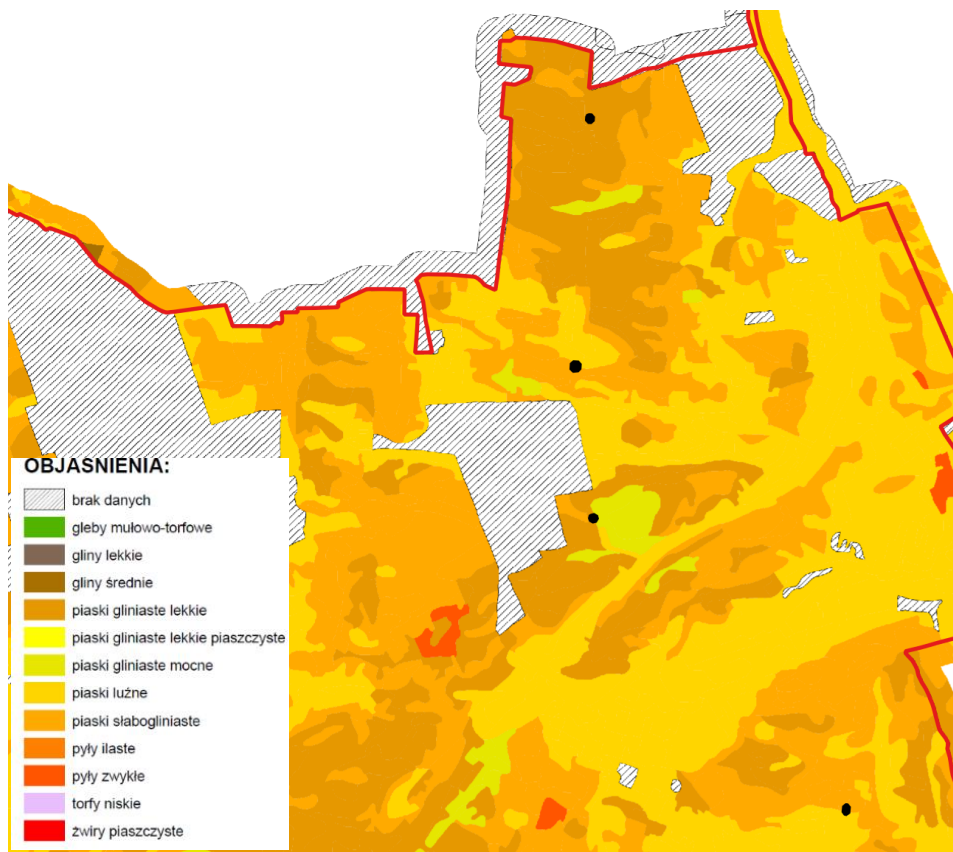 OBJASNIENIA:
brak danych
gleby mułowo-torfowe
gliny lekkie
gliny średnie
piaski gliniaste lekkie
piaski gliniaste lekkie piaszczyste
piaski gliniaste mocne
piaski luźne
piaski słabogliniaste
pyły ilaste
pyły zwykłe
torfy niskie
żwiry piaszczyste